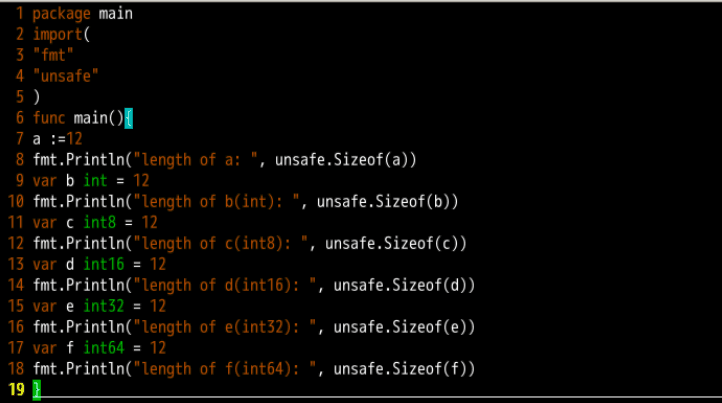 1 package main
2 import(
3 "fmt"
4 "unsafe"
5 )
6 func main(){
7 a :=12
8 fmt.Println("length of a: ", unsafe.Sizeof(a))
9 var b int = 12
10 fmt.Println("length of b(int): ", unsafe.Sizeof(b))
11 var c int8 = 12
12 fmt.Println("length of c(int8): ", unsafe.Sizeof(c))
13 var d int16 = 12
14 fmt.Println("length of d(int16): ", unsafe.Sizeof(d))
15 var e int32 = 12
16 fmt.Println("length of e(int32): ", unsafe.Sizeof(e))
17 var f int64 = 12
18 fmt.Println("length of f(int64): ", unsafe.Sizeof(f))
19 }